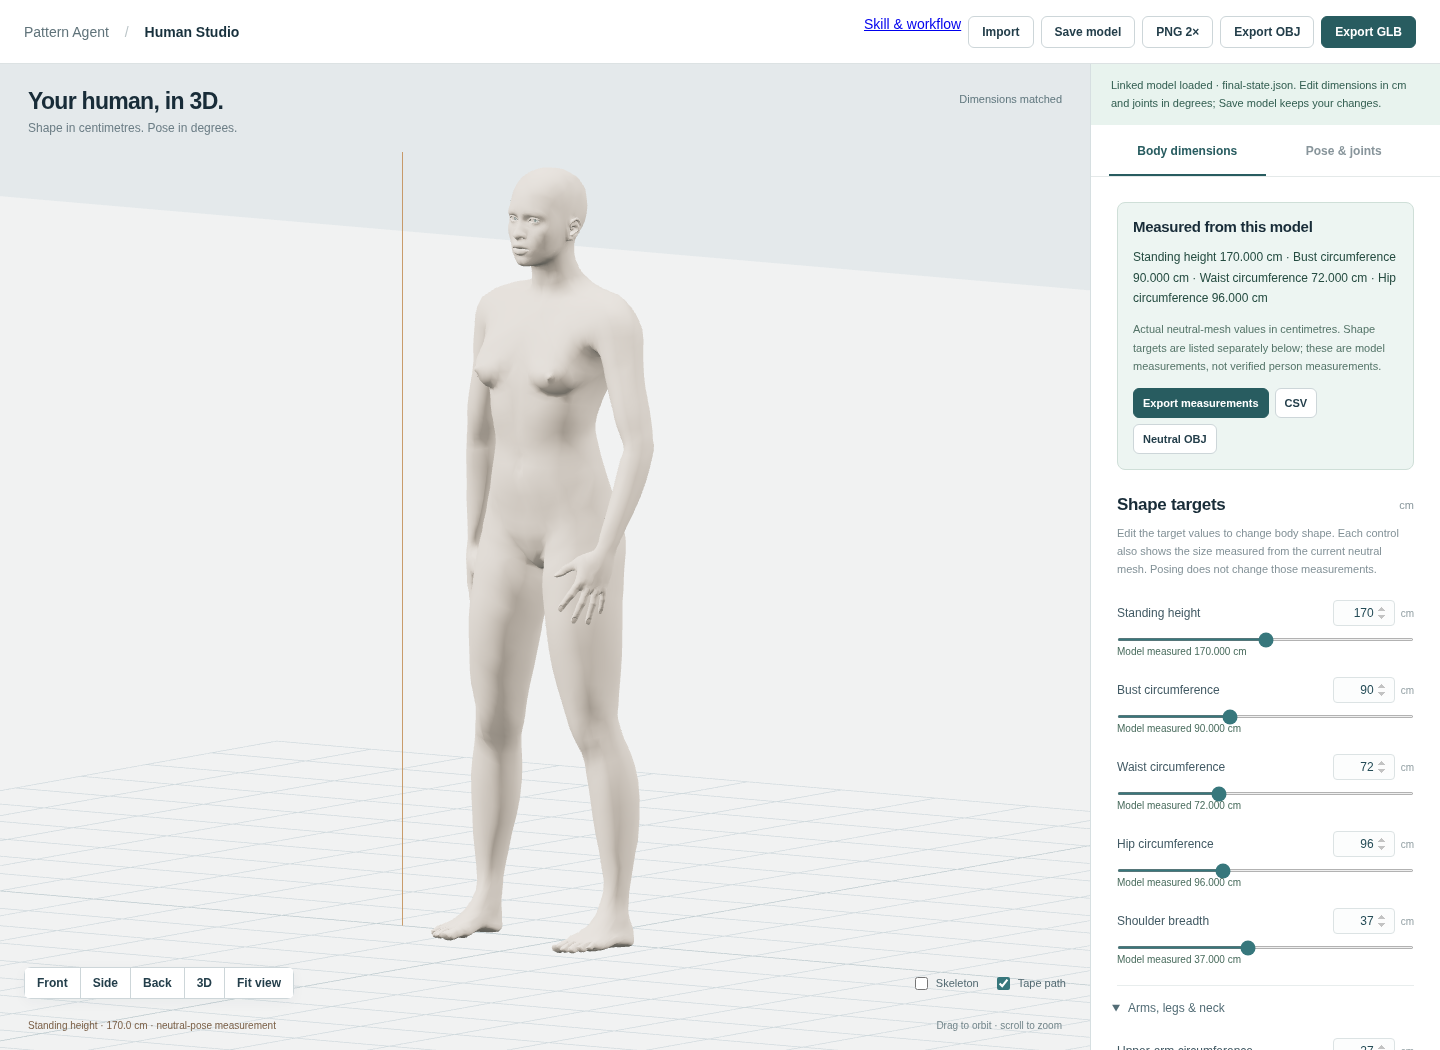 Pattern Agent / Human Studio
Skill & workflow
Import
Save model
PNG 2×
Export OBJ
Export GLB
Your human, in 3D.
Shape in centimetres. Pose in degrees.
Dimensions matched
Linked model loaded · final-state.json. Edit dimensions in cm
and joints in degrees; Save model keeps your changes.
Body dimensions
Pose & joints
Measured from this model
Standing height 170.000 cm · Bust circumference
90.000 cm · Waist circumference 72.000 cm · Hip
circumference 96.000 cm
Actual neutral-mesh values in centimetres. Shape
targets are listed separately below; these are model
measurements, not verified person measurements.
Export measurements
CSV
Neutral OBJ
Shape targets
cm
Edit the target values to change body shape. Each control
also shows the size measured from the current neutral
mesh. Posing does not change those measurements.
Standing height 170 cm
Model measured 170.000 cm
Bust circumference 90 cm
Model measured 90.000 cm
Waist circumference 72 cm
Model measured 72.000 cm
Hip circumference 96 cm
Model measured 96.000 cm
Shoulder breadth 37 cm
Model measured 37.000 cm
Arms, legs & neck
Upper arm circumference 27 cm
Front
Side
Back
3D
Fit view
Skeleton
Tape path
Standing height · 170.0 cm · neutral-pose measurement
Drag to orbit · scroll to zoom